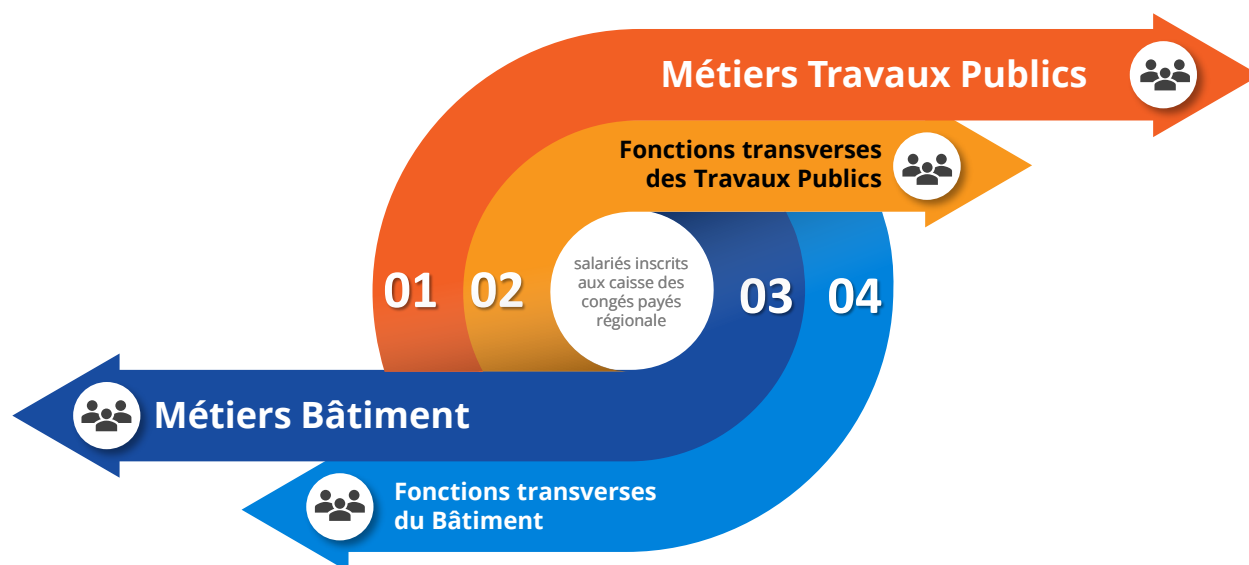 Métiers Travaux Publics
Fonctions transverses
des Travaux Publics
salariés inscrits
aux caisse des
congés payés
régionale
01
02
03
04
Métiers Bâtiment
Fonctions transverses
du Bâtiment